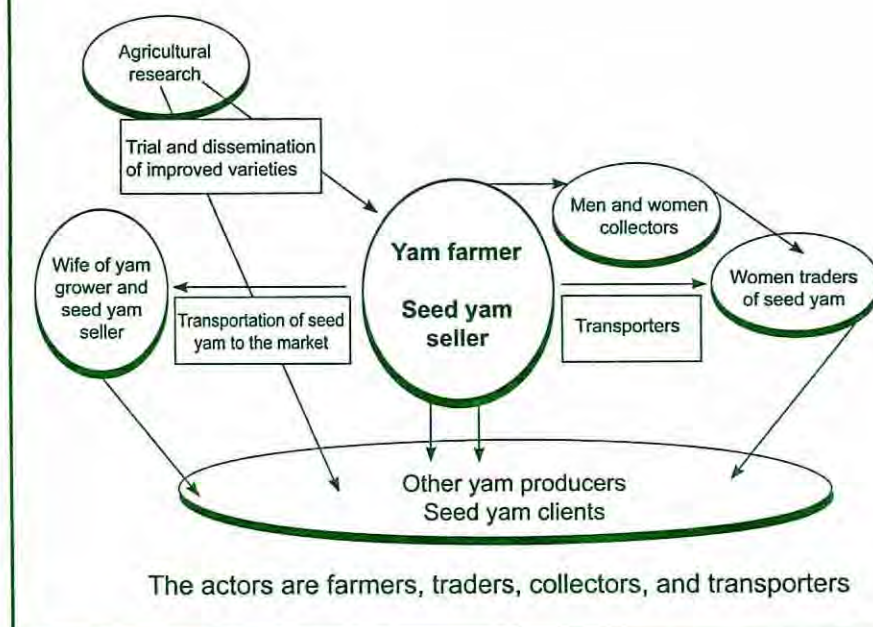 Agricultural
research
Trial and dissemination
of improved varieties
Men and women
collectors
Yam farmer
Seed yam
seller
Wife of yam
grower and
seed yam
seller
Women traders
of seed yam
Transportation of seed
yam to the market
Transporters
Other yam producers
Seed yam clients
The actors are farmers, traders, collectors, and transporters